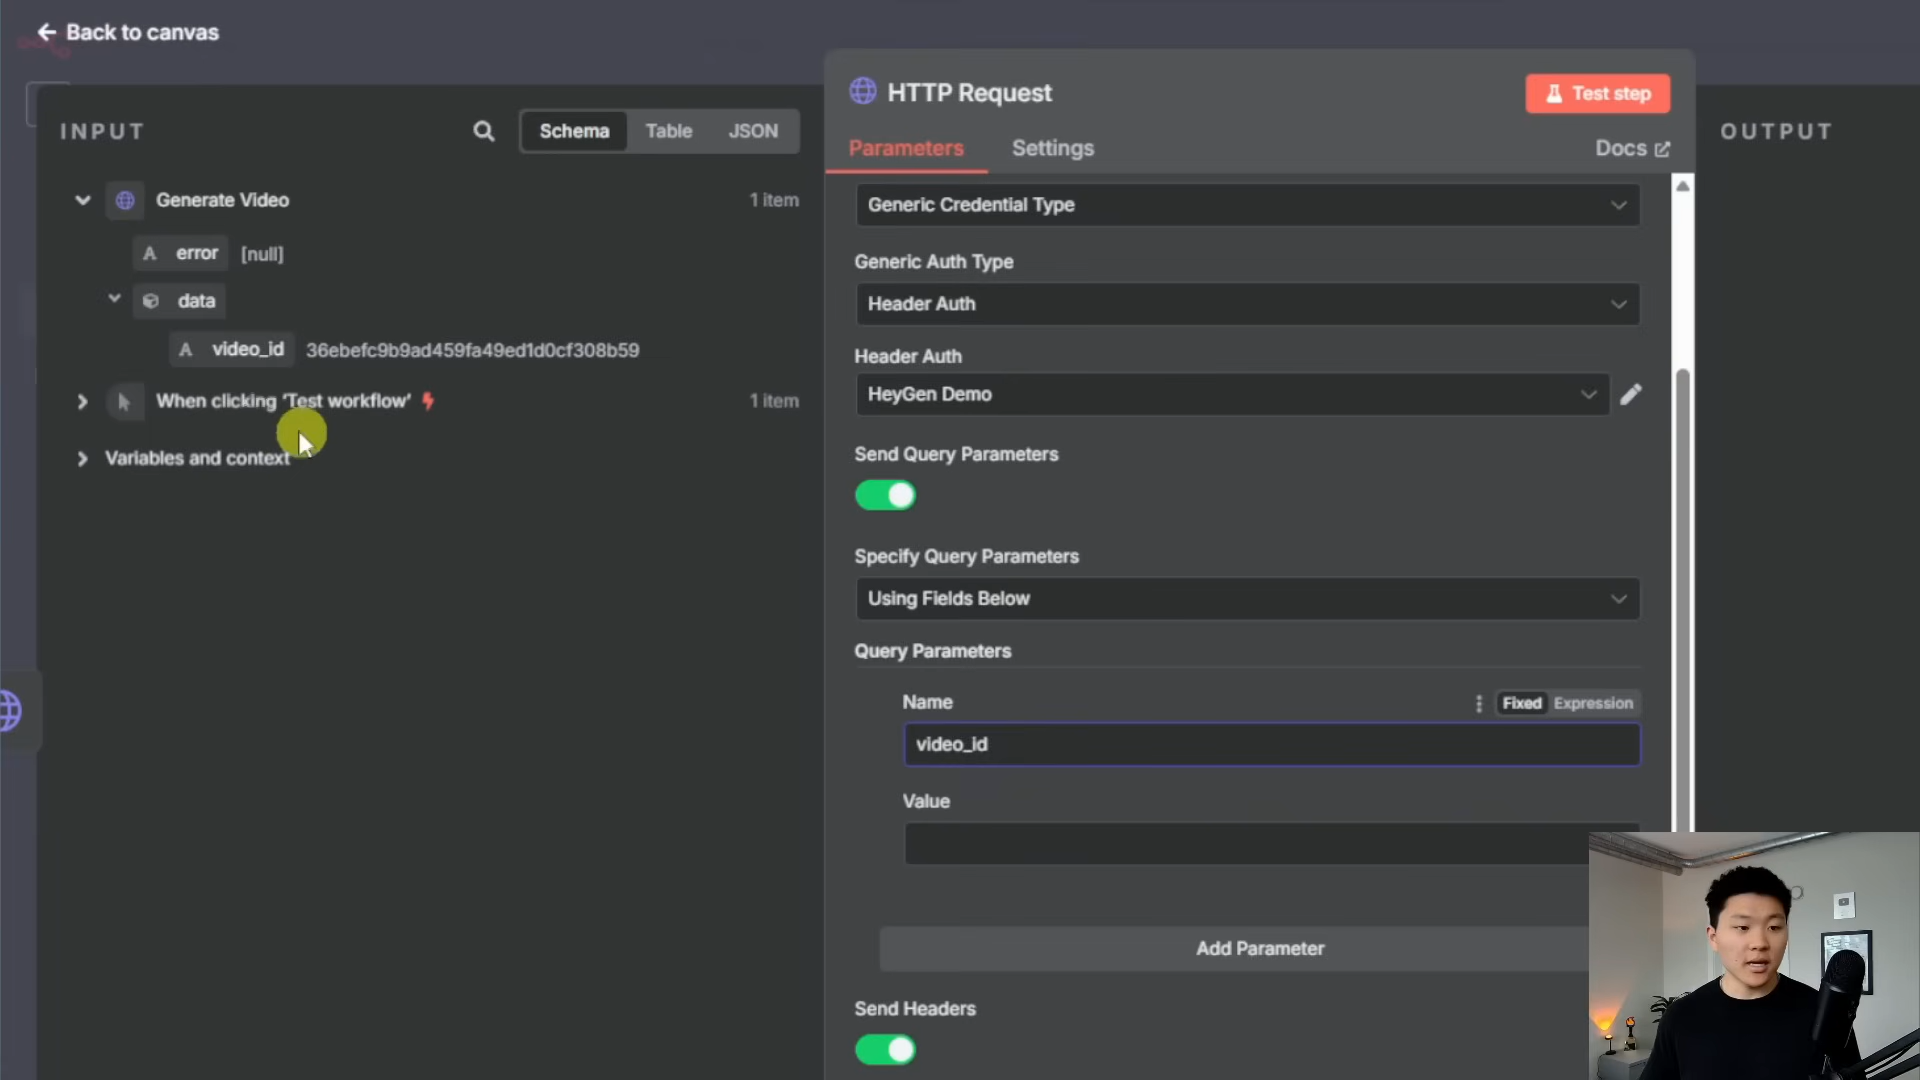 Back to canvas
INPUT
Schema
Table
JSON
Generate Video
1 item
A error [null]
data
A video_id 36ebefc9b9ad459fa49ed1d0cf308b59
When clicking ‘Test workflow’
1 item
Variables and context
HTTP Request
Test step
Parameters
Settings
Docs
Generic Credential Type
Generic Auth Type
Header Auth
Header Auth
HeyGen Demo
Send Query Parameters
Specify Query Parameters
Using Fields Below
Query Parameters
Name
Fixed Expression
video_id
Value
Add Parameter
Send Headers
OUTPUT